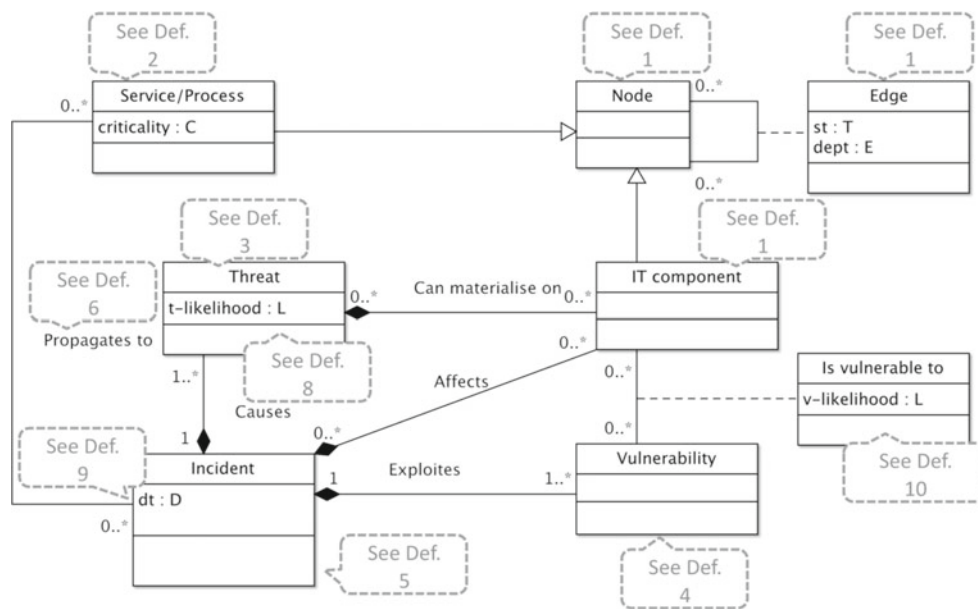 See Def.
2
See Def.
1
See Def.
1
0..*
Service/Process
criticality : C
Node
0..*
0..*
Edge
st : T
dept : E
See Def.
3
See Def.
1
See Def.
6
Propagates to
Threat
t-likelihood : L
0..*
Can materialise on
0..*
IT component
See Def.
8
1..*
Causes
1
Affects
0..*
0..*
0..*
0..*
Is vulnerable to
v-likelihood : L
See Def.
10
See Def.
9
Incident
dt : D
0..*
1
Exploites
1..*
Vulnerability
See Def.
5
See Def.
4